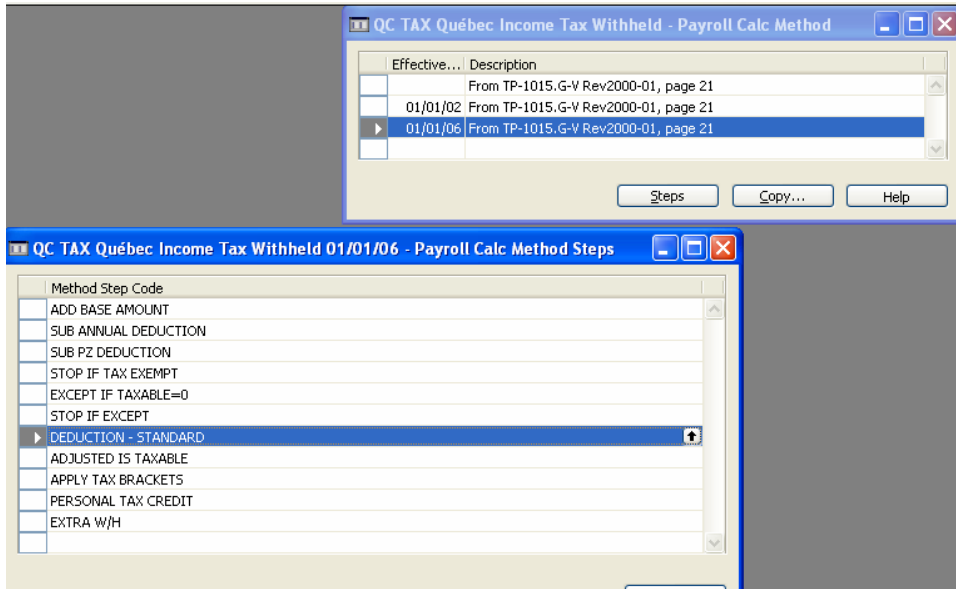 QC TAX Québec Income Tax Withheld - Payroll Calc Method
Effective... Description
From TP-1015.G-V Rev2000-01, page 21
01/01/02 From TP-1015.G-V Rev2000-01, page 21
01/01/06 From TP-1015.G-V Rev2000-01, page 21
Steps Copy... Help
QC TAX Québec Income Tax Withheld 01/01/06 - Payroll Calc Method Steps
Method Step Code
ADD BASE AMOUNT
SUB ANNUAL DEDUCTION
SUB PZ DEDUCTION
STOP IF TAX EXEMPT
EXCEPT IF TAXABLE=0
STOP IF EXCEPT
DEDUCTION - STANDARD
ADJUSTED IS TAXABLE
APPLY TAX BRACKETS
PERSONAL TAX CREDIT
EXTRA W/H